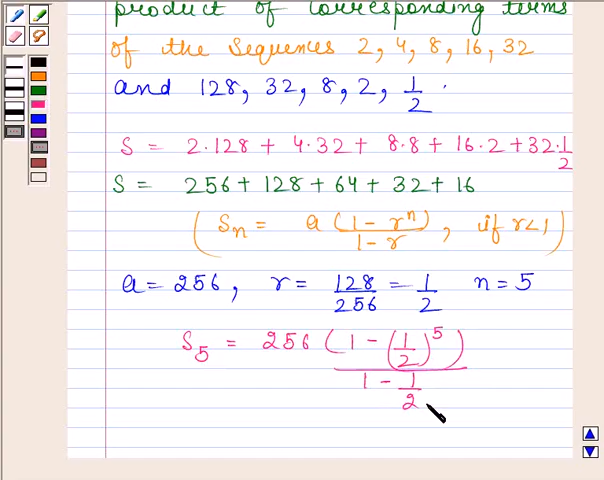 product of corresponding terms
of the Sequences 2, 4, 8, 16, 32
and 128, 32, 8, 2, 1/2 .
S = 2.128 + 4.32 + 8.8 + 16.2 + 32.1/2
S = 256 + 128 + 64 + 32 + 16
( Sn = a (1 - r^n)/(1 - r) , if r < 1 )
a = 256 , r = 128/256 = 1/2 n = 5
S5 = 256 (1 - (1/2)^5)/(1 - 1/2)